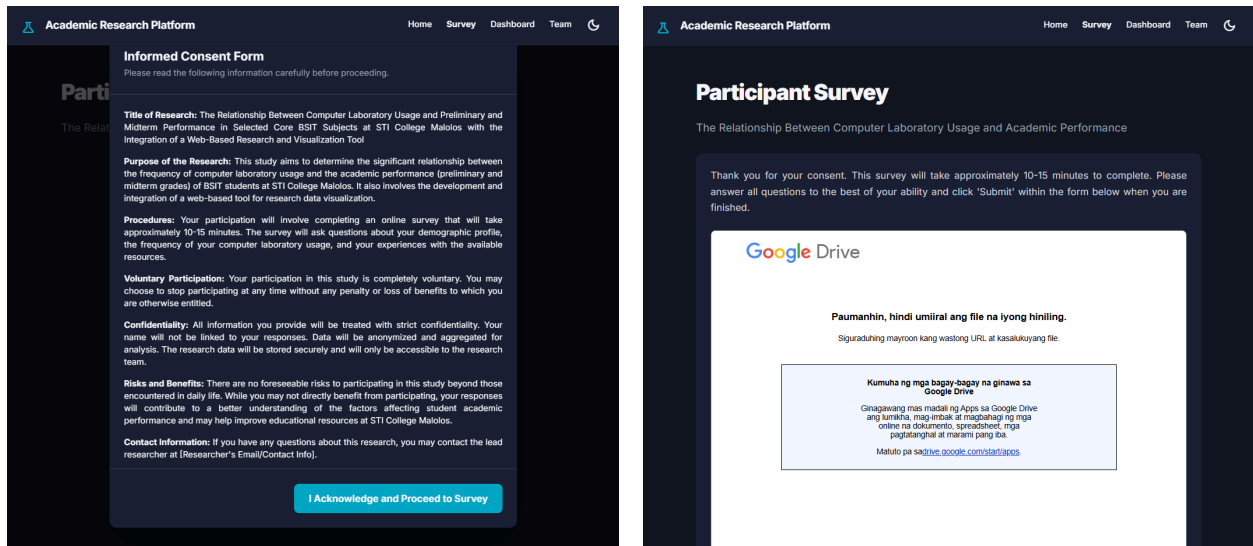 Academic Research Platform
Home Survey Dashboard Team
Parti
The Relat
Informed Consent Form
Please read the following information carefully before proceeding.
Title of Research: The Relationship Between Computer Laboratory Usage and Preliminary and
Midterm Performance in Selected Core BSIT Subjects at STI College Malolos with the
Integration of a Web-Based Research and Visualization Tool
Purpose of the Research: This study aims to determine the significant relationship between
the frequency of computer laboratory usage and the academic performance (preliminary and
midterm grades) of BSIT students at STI College Malolos. It also involves the development and
integration of a web-based tool for research data visualization.
Procedures: Your participation will involve completing an online survey that will take
approximately 10-15 minutes. The survey will ask questions about your demographic profile,
the frequency of your computer laboratory usage, and your experiences with the available
resources.
Voluntary Participation: Your participation in this study is completely voluntary. You may
choose to stop participating at any time without any penalty or loss of benefits to which you
are otherwise entitled.
Confidentiality: All information you provide will be treated with strict confidentiality. Your
name will not be linked to your responses. Data will be anonymized and aggregated for
analysis. The research data will be stored securely and will only be accessible to the research
team.
Risks and Benefits: There are no foreseeable risks to participating in this study beyond those
encountered in daily life. While you may not directly benefit from participating, your responses
will contribute to a better understanding of the factors affecting student academic
performance and may help improve educational resources at STI College Malolos.
Contact Information: If you have any questions about this research, you may contact the lead
researcher at [Researcher's Email/Contact Info].
I Acknowledge and Proceed to Survey
Academic Research Platform
Home Survey Dashboard Team
Participant Survey
The Relationship Between Computer Laboratory Usage and Academic Performance
Thank you for your consent. This survey will take approximately 10-15 minutes to complete. Please
answer all questions to the best of your ability and click 'Submit' within the form below when you are
finished.
Google Drive
Paumanhin, hindi umiiral ang file na iyong hiniling.
Siguraduhing mayroon kang wastong URL at kasalukuyang file.
Kumuha ng mga bagay-bagay na ginawa sa
Google Drive
Ginagawang mas madali ng Apps sa Google Drive
ang lumikha, mag-imbak at magbahagi ng mga
online na dokumento, spreadsheet, mga
pagtatanghal at marami pang iba.
Matuto pa sadrive.google.com/start/apps.